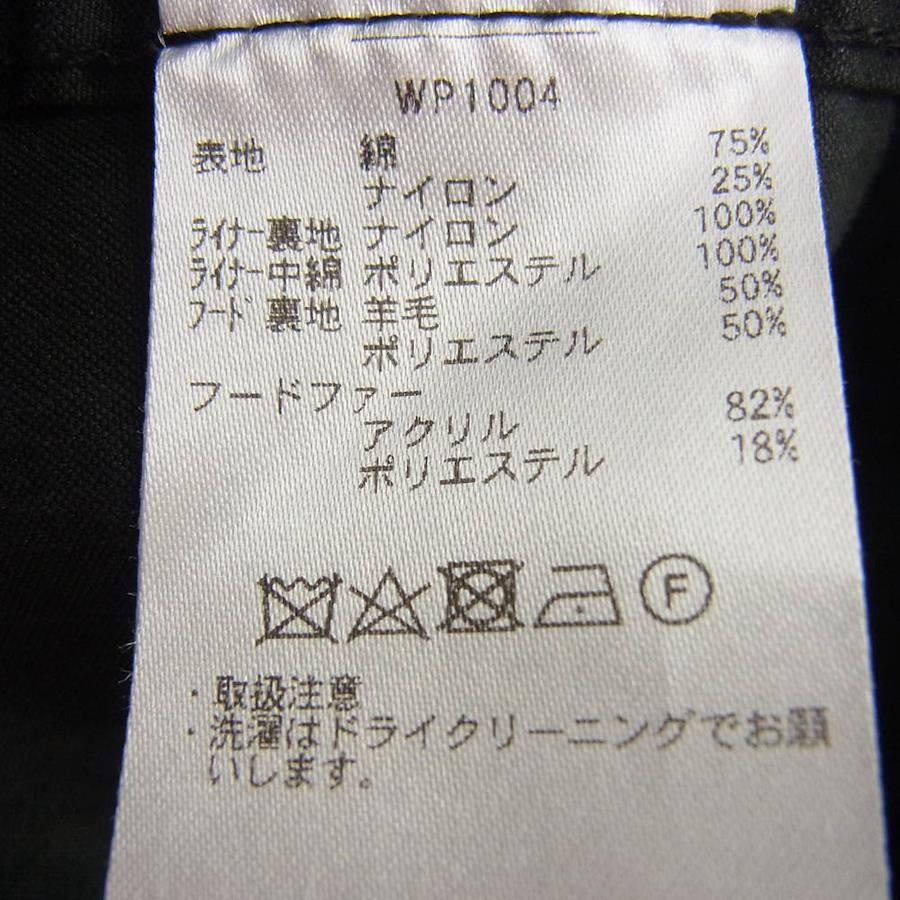 WP1004
表地 綿 75%
ナイロン 25%
ﾗｲﾅｰ裏地 ナイロン 100%
ﾗｲﾅｰ中綿 ポリエステル 100%
ﾌｰﾄﾞ 裏地 羊毛 50%
ポリエステル 50%
フードファー
アクリル 82%
ポリエステル 18%
F
・取扱注意
・洗濯はドライクリーニングでお願
いします。